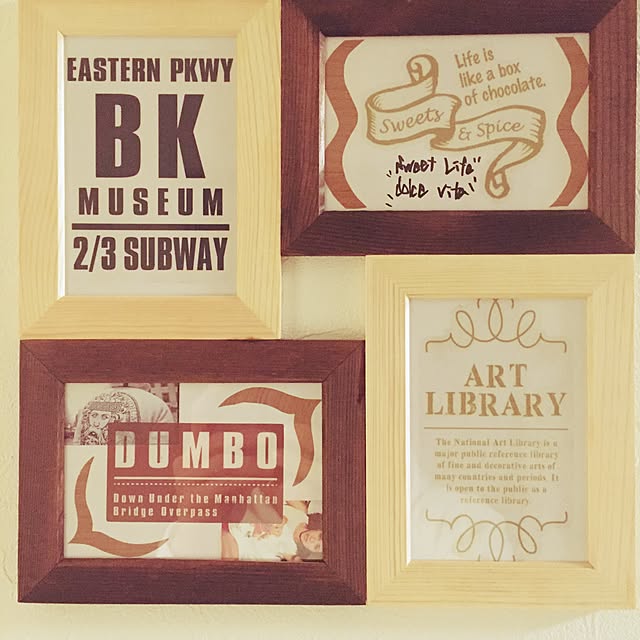 EASTERN PKWY
BK
MUSEUM
2/3 SUBWAY
Life is
like a box
of chocolate.
Sweets
& Spice
"Sweet Life"
"dolce vita"
DUMBO
Down Under the Manhattan
Bridge Overpass
ART
LIBRARY
The National Art Library is a
major public reference library
of fine and decorative arts of
many countries and periods. It
is open to the public as a
reference library